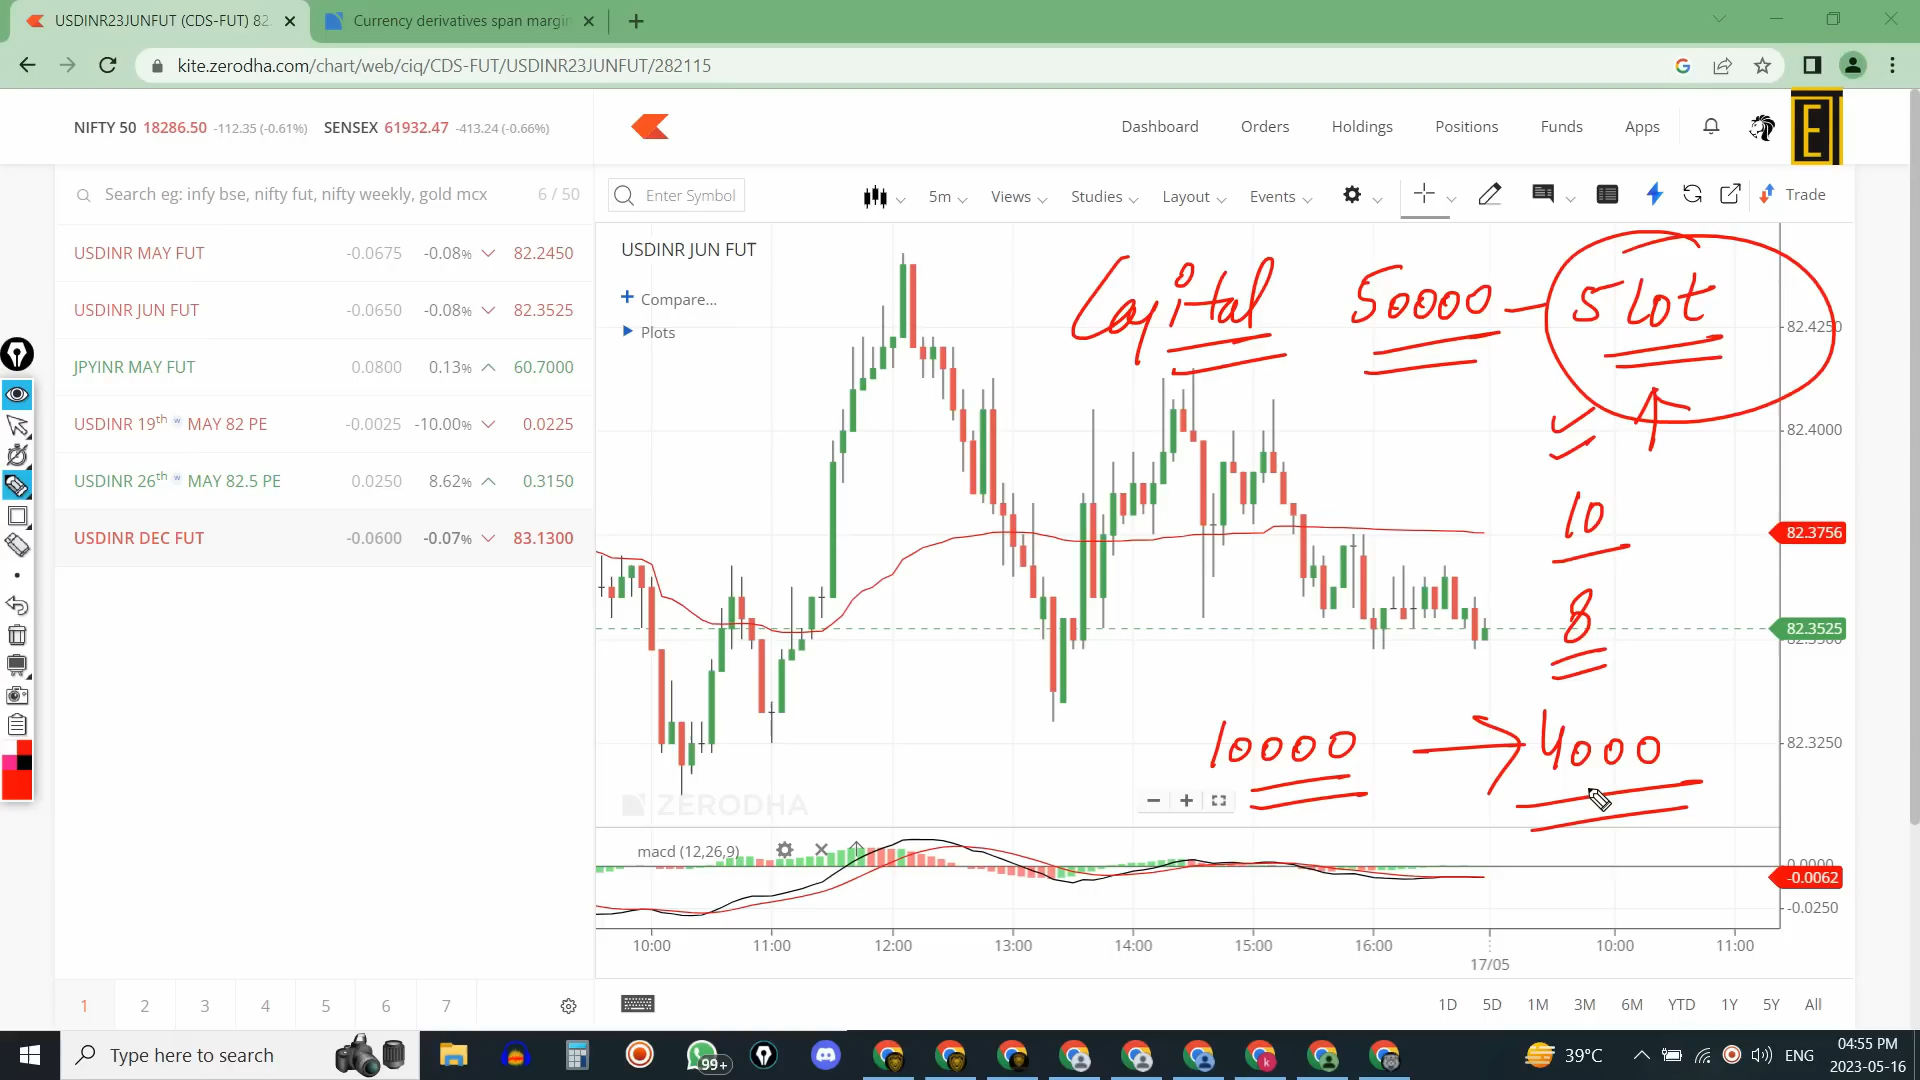 USDINR23JUNFUT (CDS-FUT) 82.
Currency derivatives span margin
kite.zerodha.com/chart/web/ciq/CDS-FUT/USDINR23JUNFUT/282115
NIFTY 50 18286.50 -112.35 (-0.61%) SENSEX 61932.47 -413.24 (-0.66%)
Dashboard Orders Holdings Positions Funds Apps
E
Search eg: infy bse, nifty fut, nifty weekly, gold mcx 6 / 50
Enter Symbol 5m Views Studies Layout Events Trade
USDINR MAY FUT -0.0675 -0.08% 82.2450
USDINR JUN FUT -0.0650 -0.08% 82.3525
JPYINR MAY FUT 0.0800 0.13% 60.7000
USDINR 19th w MAY 82 PE -0.0025 -10.00% 0.0225
USDINR 26th w MAY 82.5 PE 0.0250 8.62% 0.3150
USDINR DEC FUT -0.0600 -0.07% 83.1300
USDINR JUN FUT
Compare...
Plots
Capital 50000 - 5 Lot
10
8
10000 → 4000
82.4250
82.4000
82.3756
82.3525
82.3250
ZERODHA
macd (12,26,9)
0.0000
-0.0062
-0.0250
10:00 11:00 12:00 13:00 14:00 15:00 16:00 10:00 11:00
17/05
1 2 3 4 5 6 7
1D 5D 1M 3M 6M YTD 1Y 5Y All
Type here to search
99+
k
39°C
ENG
04:55 PM
2023-05-16